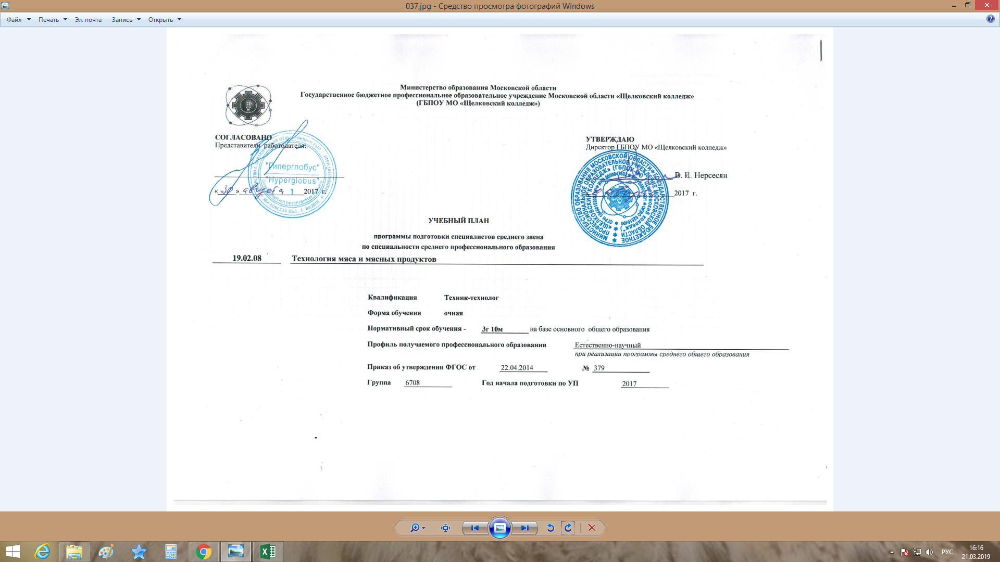 037.jpg - Средство просмотра фотографий Windows
Файл Печать Эл. почта Запись Открыть
Министерство образования Московской области
Государственное бюджетное профессиональное образовательное учреждение Московской области «Щелковский колледж»
(ГБПОУ МО «Щелковский колледж»)
СОГЛАСОВАНО
Представители работодателя:
"Гиперглобус"
"Hyperglobus"
«30» августа 2017 г.
1
УТВЕРЖДАЮ
Директор ГБПОУ МО «Щелковский колледж»
Нерсесян
2017 г.
УЧЕБНЫЙ ПЛАН
программы подготовки специалистов среднего звена
по специальности среднего профессионального образования
19.02.08 Технология мяса и мясных продуктов
Квалификация Техник-технолог
Форма обучения очная
Нормативный срок обучения - 3г 10м на базе основного общего образования
Профиль получаемого профессионального образования Естественно-научный
при реализации программы среднего общего образования
Приказ об утверждении ФГОС от 22.04.2014 № 379
Группа 6708 Год начала подготовки по УП 2017
РУС
16:16
21.03.2019